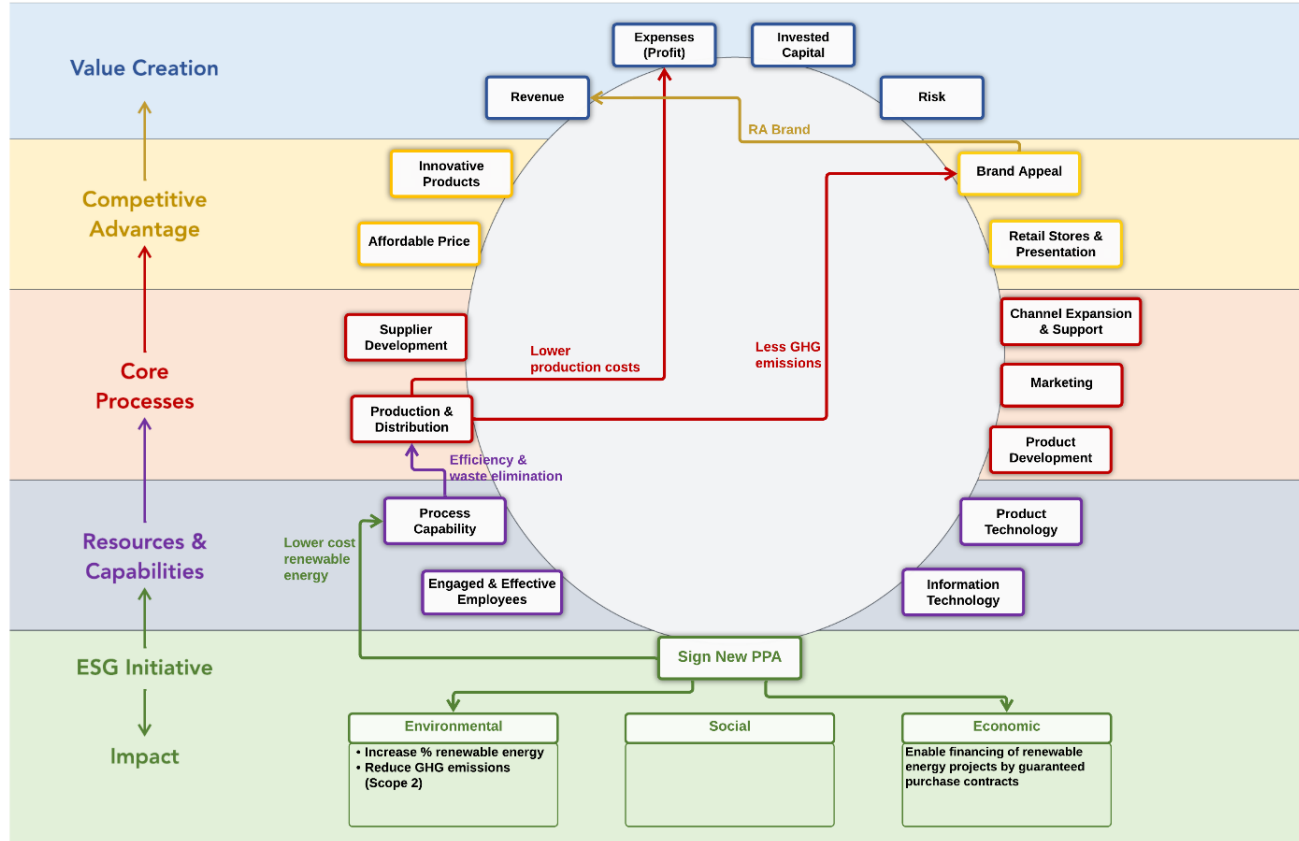 Expenses
(Profit)
Invested
Capital
Value Creation
Revenue
Risk
RA Brand
Innovative
Products
Brand Appeal
Competitive
Advantage
Affordable Price
Retail Stores &
Presentation
Supplier
Development
Channel Expansion
& Support
Lower
production costs
Less GHG
emissions
Core
Processes
Marketing
Production &
Distribution
Product
Development
Efficiency &
waste elimination
Process
Capability
Product
Technology
Resources &
Capabilities
Lower cost
renewable
energy
Engaged & Effective
Employees
Information
Technology
ESG Initiative
Sign New PPA
Impact
Environmental
• Increase % renewable energy
• Reduce GHG emissions
(Scope 2)
Social
Economic
Enable financing of renewable
energy projects by guaranteed
purchase contracts